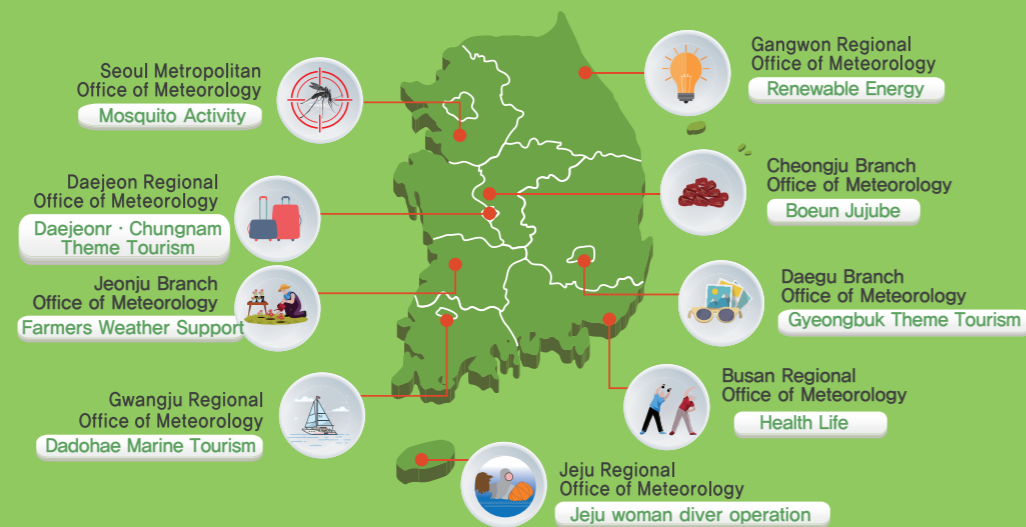 Seoul Metropolitan
Office of Meteorology
Mosquito Activity
Daejeon Regional
Office of Meteorology
Daejeonr · Chungnam
Theme Tourism
Jeonju Branch
Office of Meteorology
Farmers Weather Support
Gwangju Regional
Office of Meteorology
Dadohae Marine Tourism
Gangwon Regional
Office of Meteorology
Renewable Energy
Cheongju Branch
Office of Meteorology
Boeun Jujube
Daegu Branch
Office of Meteorology
Gyeongbuk Theme Tourism
Busan Regional
Office of Meteorology
Health Life
Jeju Regional
Office of Meteorology
Jeju woman diver operation